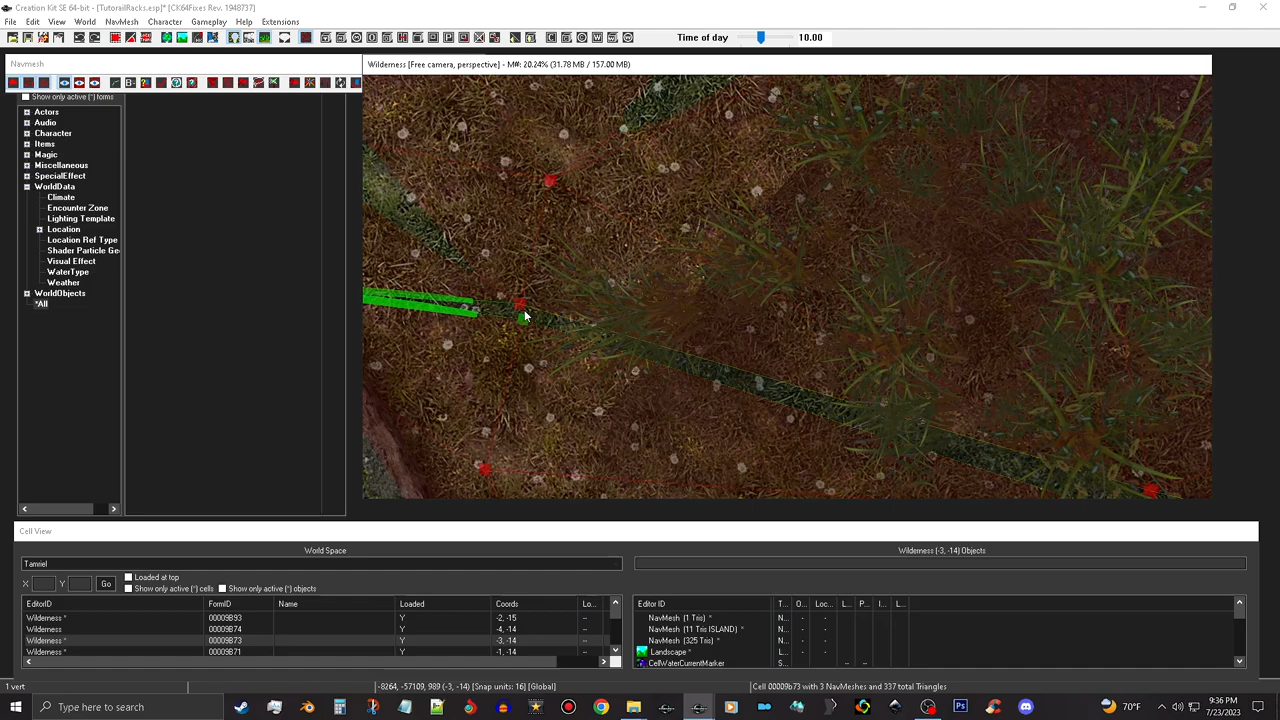 Creation Kit SE 64-bit - [TutorailRacks.esp]* [CK64Fixes Rev. 1948737]
File Edit View World NavMesh Character Gameplay Help Extensions
Time of day 10.00
Navmesh
Wilderness [Free camera, perspective] - M#: 20.24% (31.78 MB / 157.00 MB)
Show only active (*) forms
Actors
Audio
Character
Items
Magic
Miscellaneous
SpecialEffect
WorldData
Climate
Encounter Zone
Lighting Template
Location
Location Ref Type
Shader Particle Ge
Visual Effect
WaterType
Weather
WorldObjects
*All
Cell View
World Space
Wilderness (-3, -14) Objects
Tamriel
X Y Go
Loaded at top
Show only active (*) cells Show only active (*) objects
EditorID FormID Name Loaded Coords Lo...
Wilderness * 00009B93 Y -2, -15 --
Wilderness 00009B74 Y -4, -14 --
Wilderness * 00009B73 Y -3, -14 --
Wilderness * 00009B71 Y -1, -14 --
Editor ID T... O... Loc... L... P... I... L...
NavMesh (1 Tris) * N... - -
NavMesh (11 Tris ISLAND) * N... - -
NavMesh (325 Tris) * N... - -
Landscape * L... - -
CellWaterCurrentMarker S... -- --
1 vert
-8264, -57109, 989 (-3, -14) [Snap units: 16] [Global]
Cell 00009b73 with 3 NavMeshes and 337 total Triangles
Type here to search
70°F
9:36 PM
7/23/2023